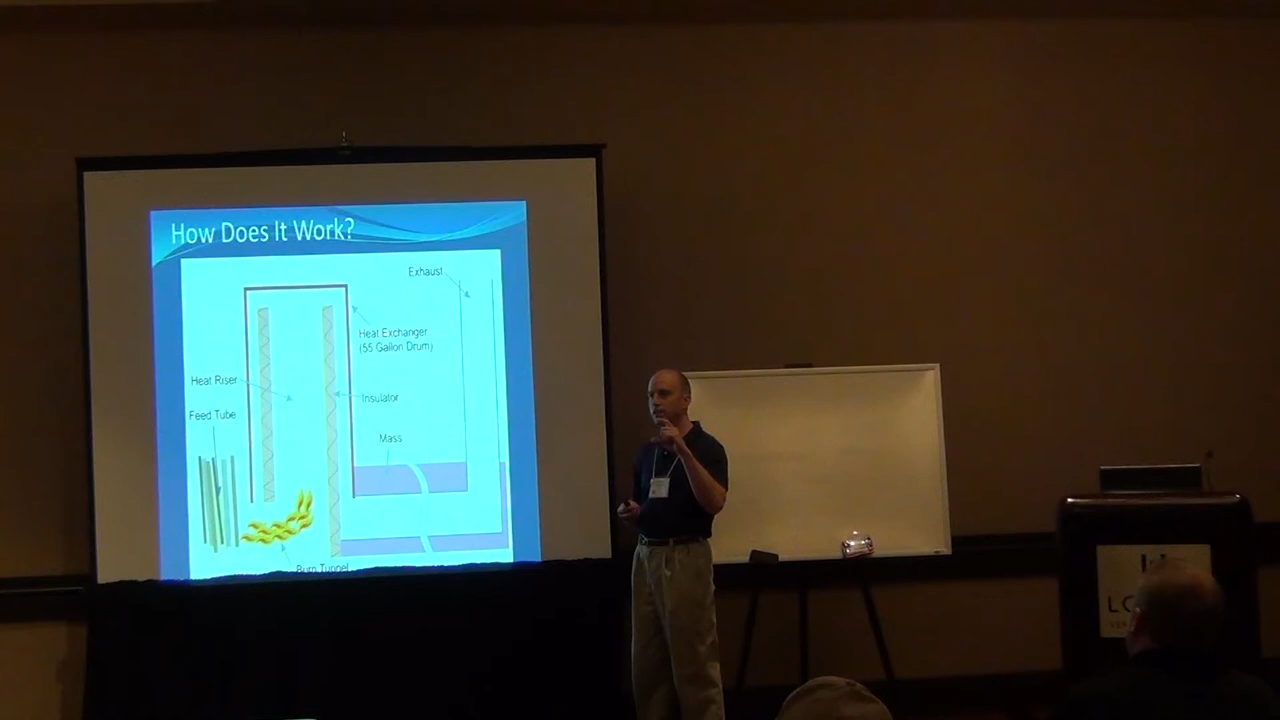 How Does It Work?
Exhaust
Heat Exchanger
(55 Gallon Drum)
Heat Riser
Insulator
Feed Tube
Mass
Burn Tunnel